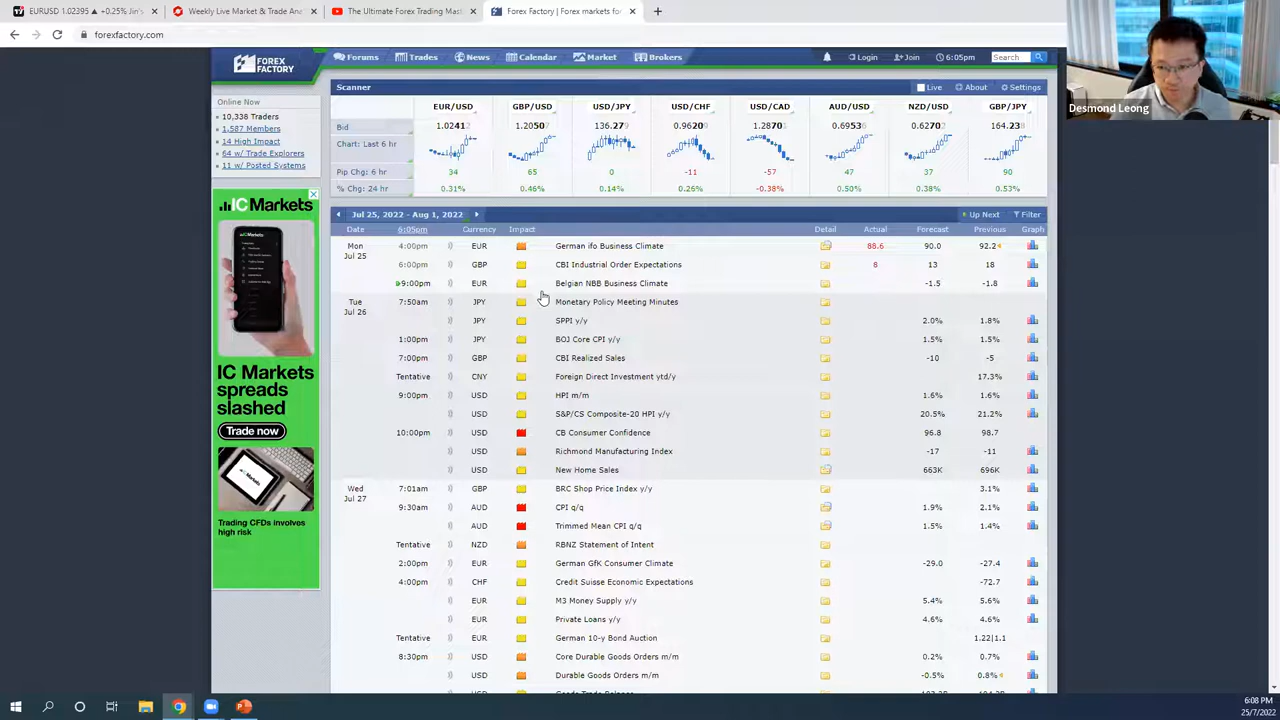 EURUSD 1.02395 ▲ +0.25% Jin's
Weekly Live Market & Trade Ana
The Ultimate Forex Trading Mast
Forex Factory | Forex markets for
forexfactory.com
FOREX FACTORY
Forums Trades News Calendar Market Brokers Login Join 6:05pm Search
Desmond Leong
Online Now
10,338 Traders
1,587 Members
14 High Impact
64 w/ Trade Explorers
11 w/ Posted Systems
IC Markets
IC Markets
spreads
slashed
Trade now
Trading CFDs involves
high risk
Scanner Live About Settings
EUR/USD GBP/USD USD/JPY USD/CHF USD/CAD AUD/USD NZD/USD GBP/JPY
Bid 1.02412 1.20507 136.279 0.96209 1.28701 0.69536 0.62702 164.238
Chart: Last 6 hr
Pip Chg: 6 hr 34 65 0 -11 -57 47 37 90
% Chg: 24 hr 0.31% 0.46% 0.14% 0.26% -0.38% 0.50% 0.38% 0.53%
Jul 25, 2022 - Aug 1, 2022 Up Next Filter
Date 6:05pm Currency Impact Detail Actual Forecast Previous Graph
Mon Jul 25 4:00pm EUR German ifo Business Climate 88.6 90.0 92.2
GBP CBI Industrial Order Expectations 8 13 18
9:00pm EUR Belgian NBB Business Climate -1.5 -1.8
Tue Jul 26 7:50am JPY Monetary Policy Meeting Minutes
JPY SPPI y/y 2.0% 1.8%
1:00pm JPY BOJ Core CPI y/y 1.5% 1.5%
7:00pm GBP CBI Realized Sales -10 -5
Tentative CNY Foreign Direct Investment ytd/y 17.3%
9:00pm USD HPI m/m 1.6% 1.6%
USD S&P/CS Composite-20 HPI y/y 20.5% 21.2%
10:00pm USD CB Consumer Confidence 96.8 98.7
USD Richmond Manufacturing Index -17 -11
USD New Home Sales 663K 696K
Wed Jul 27 7:01am GBP BRC Shop Price Index y/y 3.1%
9:30am AUD CPI q/q 1.9% 2.1%
AUD Trimmed Mean CPI q/q 1.5% 1.4%
Tentative NZD RBNZ Statement of Intent
2:00pm EUR German GfK Consumer Climate -29.0 -27.4
4:00pm CHF Credit Suisse Economic Expectations -72.7
EUR M3 Money Supply y/y 5.4% 5.6%
EUR Private Loans y/y 4.6% 4.6%
Tentative EUR German 10-y Bond Auction 1.22|1.1
8:30pm USD Core Durable Goods Orders m/m 0.2% 0.7%
USD Durable Goods Orders m/m -0.5% 0.8%
6:08 PM
25/7/2022